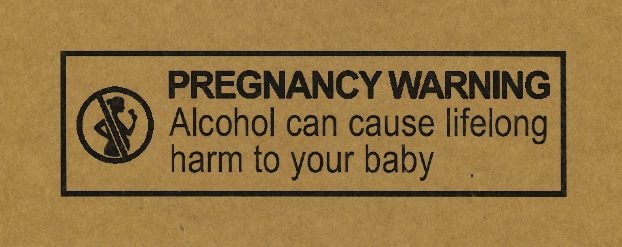 PREGNANCY WARNING
Alcohol can cause lifelong
harm to your baby